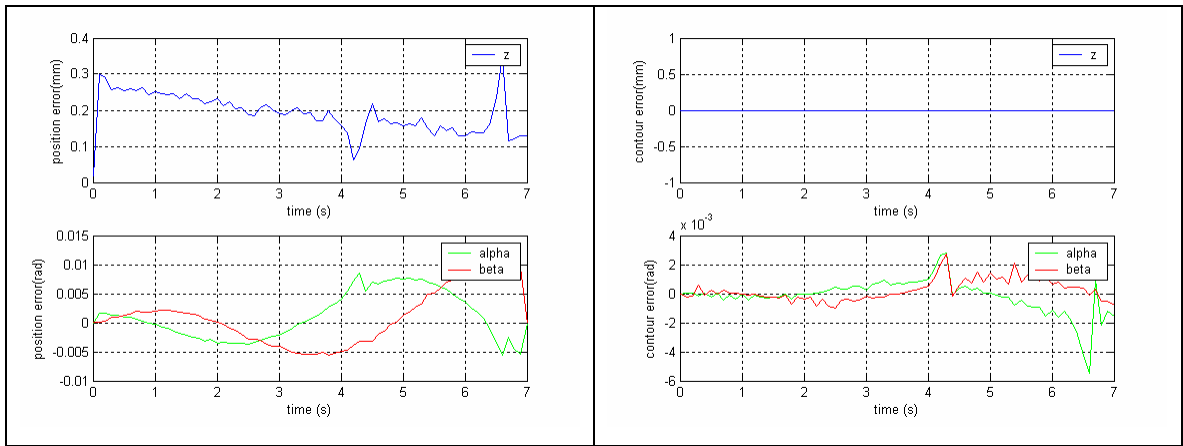 0.4
0.3
0.2
0.1
0
position error(mm)
z
0 1 2 3 4 5 6 7
time (s)
0.015
0.01
0.005
0
-0.005
-0.01
position error(rad)
alpha
beta
0 1 2 3 4 5 6 7
time (s)
1
0.5
0
-0.5
-1
contour error(mm)
z
0 1 2 3 4 5 6 7
time (s)
x 10^-3
4
2
0
-2
-4
-6
contour error(rad)
alpha
beta
0 1 2 3 4 5 6 7
time (s)